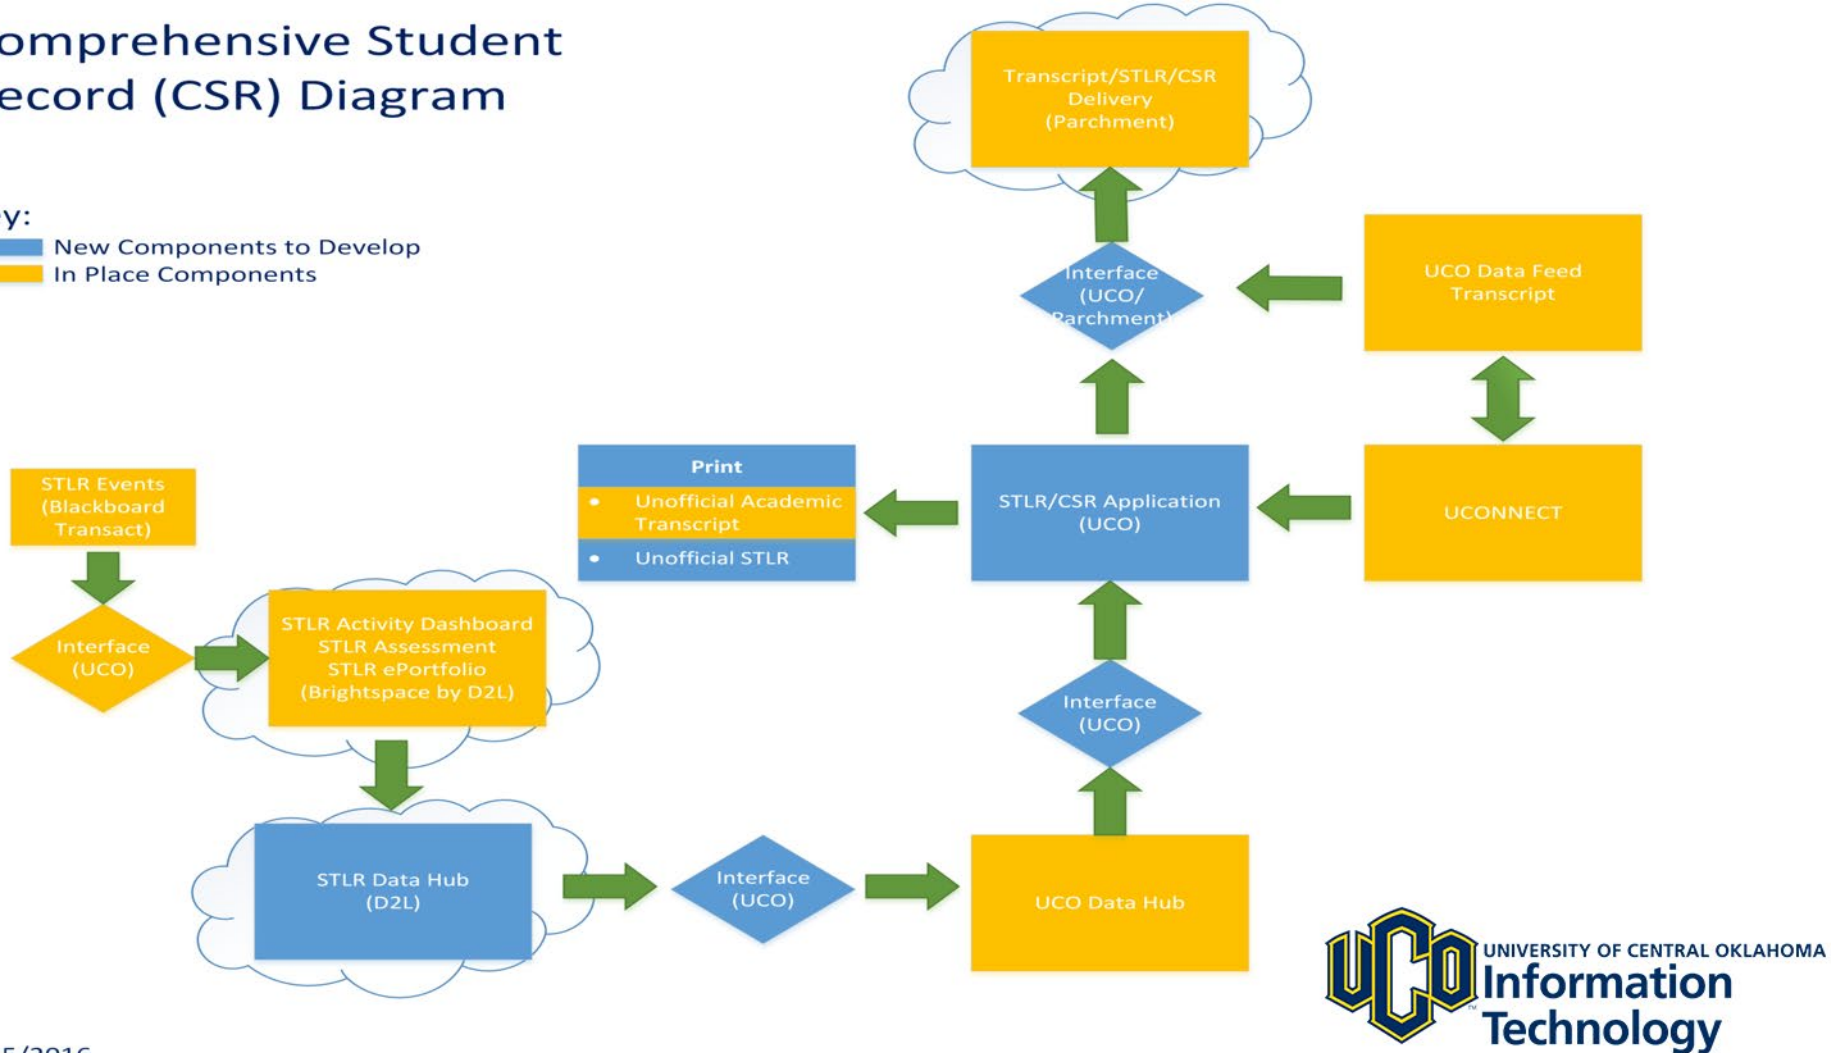 omprehensive Student
ecord (CSR) Diagram
y:
New Components to Develop
In Place Components
Transcript/STLR/CSR
Delivery
(Parchment)
Interface
(UCO/
Parchment)
UCO Data Feed
Transcript
Print
• Unofficial Academic
Transcript
• Unofficial STLR
STLR/CSR Application
(UCO)
UCONNECT
STLR Events
(Blackboard
Transact)
Interface
(UCO)
STLR Activity Dashboard
STLR Assessment
STLR ePortfolio
(Brightspace by D2L)
Interface
(UCO)
STLR Data Hub
(D2L)
Interface
(UCO)
UCO Data Hub
UCO
UNIVERSITY OF CENTRAL OKLAHOMA
Information
Technology